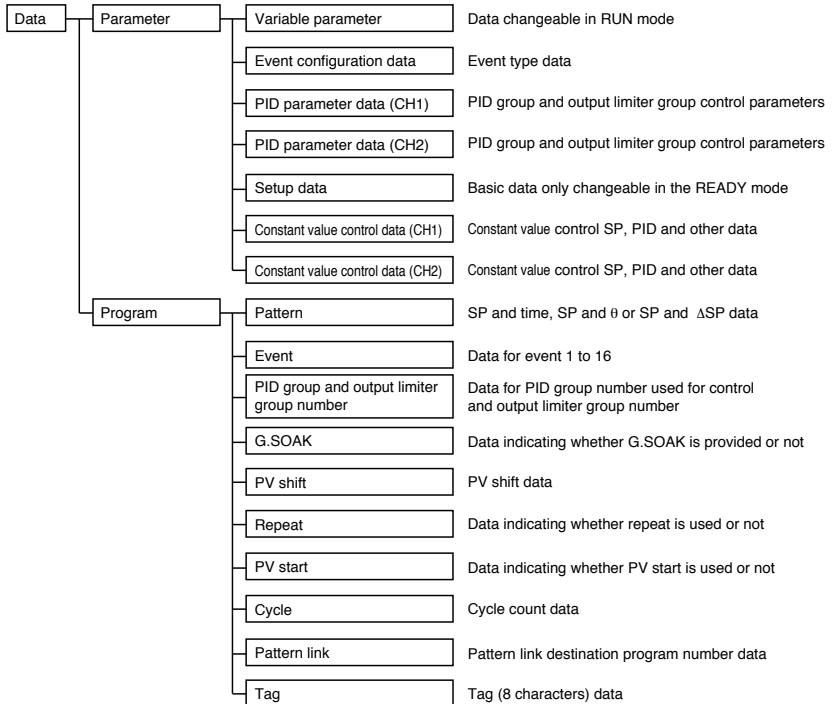 Data Parameter Variable parameter Data changeable in RUN mode
Event configuration data Event type data
PID parameter data (CH1) PID group and output limiter group control parameters
PID parameter data (CH2) PID group and output limiter group control parameters
Setup data Basic data only changeable in the READY mode
Constant value control data (CH1) Constant value control SP, PID and other data
Constant value control data (CH2) Constant value control SP, PID and other data
Program Pattern SP and time, SP and θ or SP and ΔSP data
Event Data for event 1 to 16
PID group and output limiter
group number
Data for PID group number used for control
and output limiter group number
G.SOAK Data indicating whether G.SOAK is provided or not
PV shift PV shift data
Repeat Data indicating whether repeat is used or not
PV start Data indicating whether PV start is used or not
Cycle Cycle count data
Pattern link Pattern link destination program number data
Tag Tag (8 characters) data